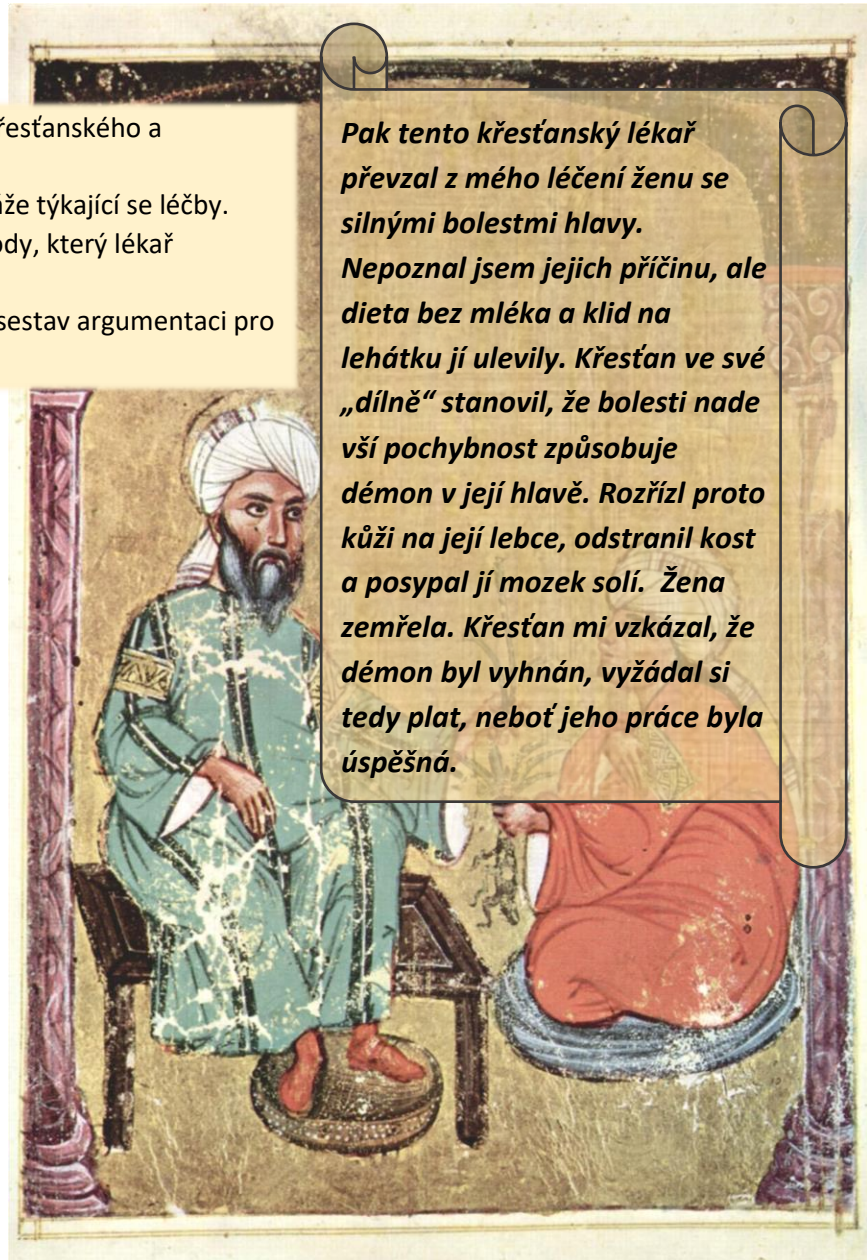 řesťanského a
áže týkající se léčby.
ody, který lékař
sestav argumentaci pro
Pak tento křesťanský lékař
převzal z mého léčení ženu se
silnými bolestmi hlavy.
Nepoznal jsem jejich příčinu, ale
dieta bez mléka a klid na
lehátku jí ulevily. Křesťan ve své
„dílně“ stanovil, že bolesti nade
vší pochybnost způsobuje
démon v její hlavě. Rozřízl proto
kůži na její lebce, odstranil kost
a posypal jí mozek solí.  Žena
zemřela. Křesťan mi vzkázal, že
démon byl vyhnán, vyžádal si
tedy plat, neboť jeho práce byla
úspěšná.